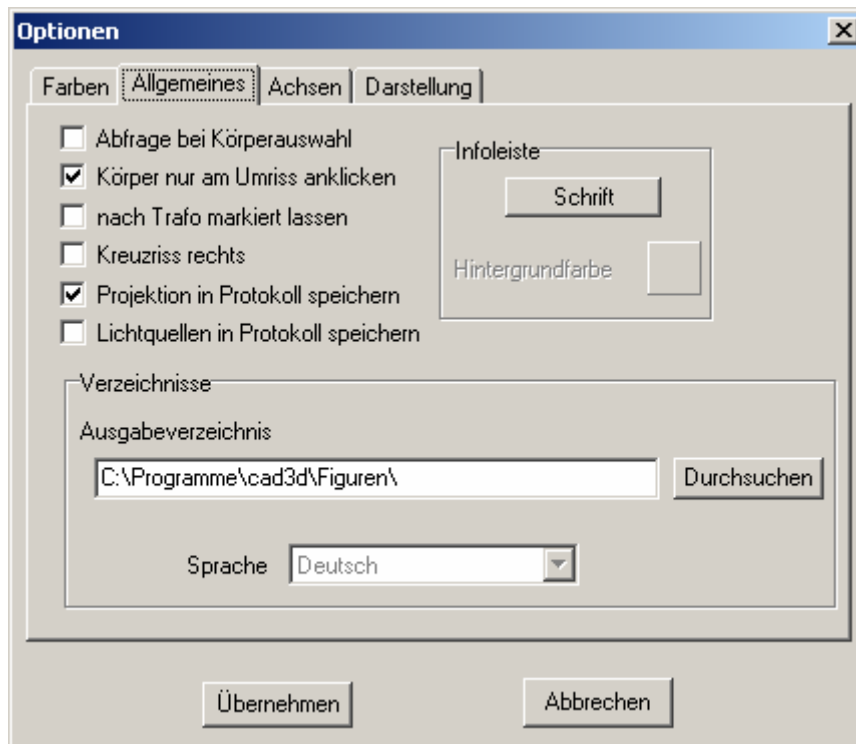 Optionen
Farben Allgemeines Achsen Darstellung
Abfrage bei Körperauswahl
Körper nur am Umriss anklicken
nach Trafo markiert lassen
Kreuzriss rechts
Projektion in Protokoll speichern
Lichtquellen in Protokoll speichern
Infoleiste
Schrift
Hintergrundfarbe
Verzeichnisse
Ausgabeverzeichnis
C:\Programme\cad3d\Figuren\ Durchsuchen
Sprache Deutsch
Übernehmen Abbrechen